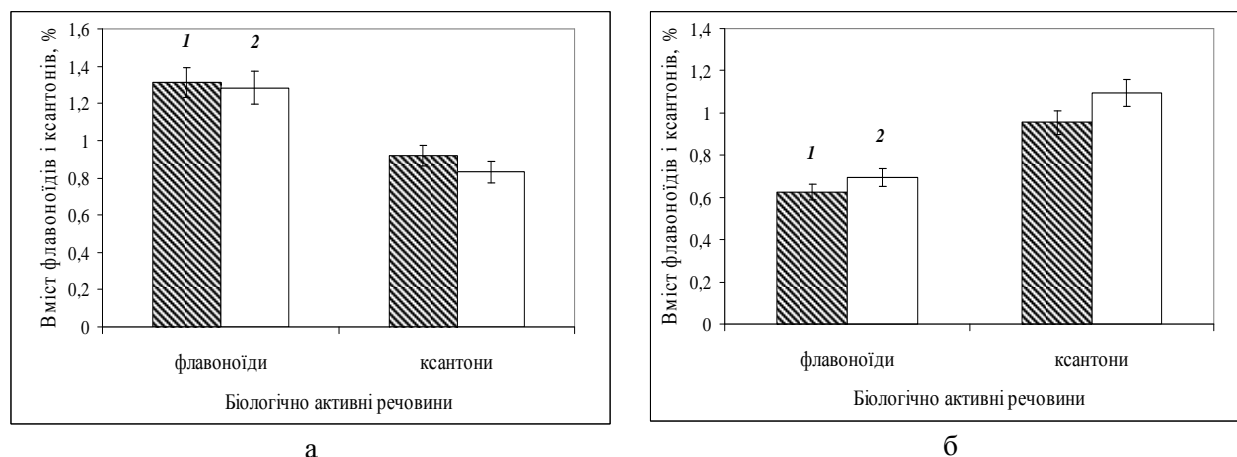 Вміст флавоноїдів і ксантонів, %
1,6
1,4
1,2
1
0,8
0,6
0,4
0,2
0
1
2
флавоноїди
ксантони
Біологічно активні речовини
а
Вміст флавоноїдів і ксантонів, %
1,4
1,2
1
0,8
0,6
0,4
0,2
0
1
2
флавоноїди
ксантони
Біологічно активні речовини
б